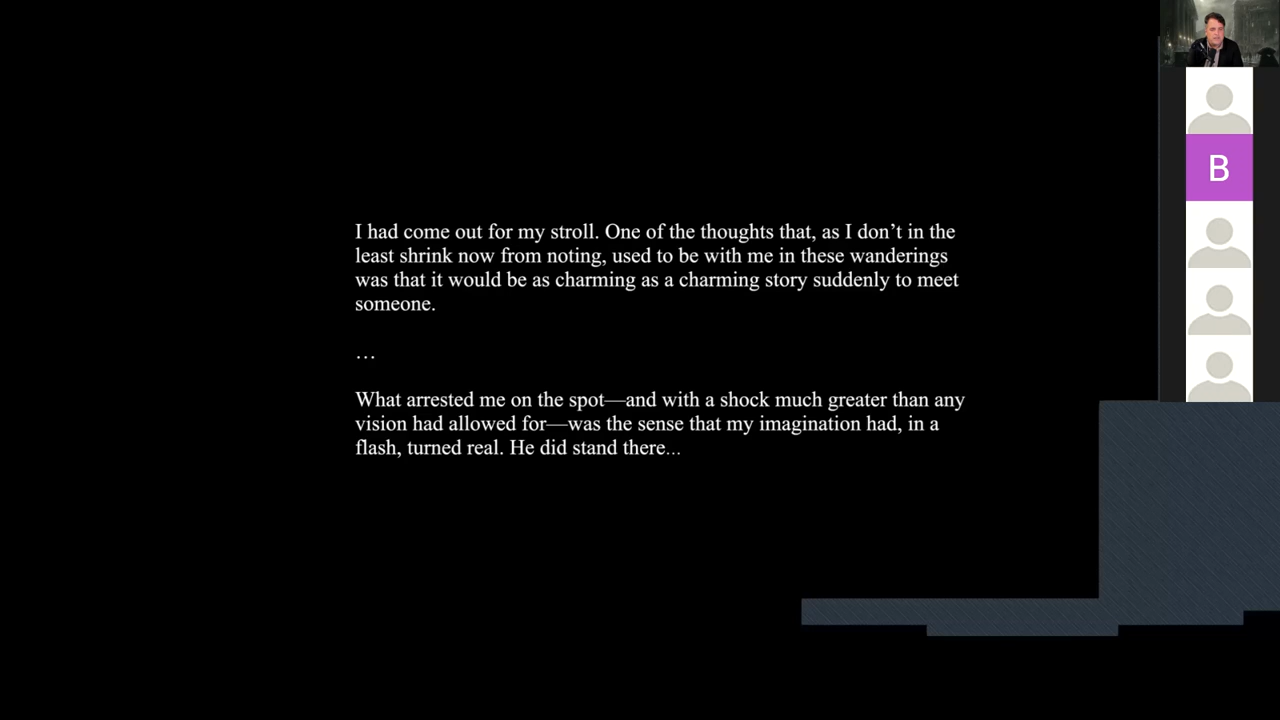 I had come out for my stroll. One of the thoughts that, as I don’t in the
least shrink now from noting, used to be with me in these wanderings
was that it would be as charming as a charming story suddenly to meet
someone.
…
What arrested me on the spot—and with a shock much greater than any
vision had allowed for—was the sense that my imagination had, in a
flash, turned real. He did stand there...
B